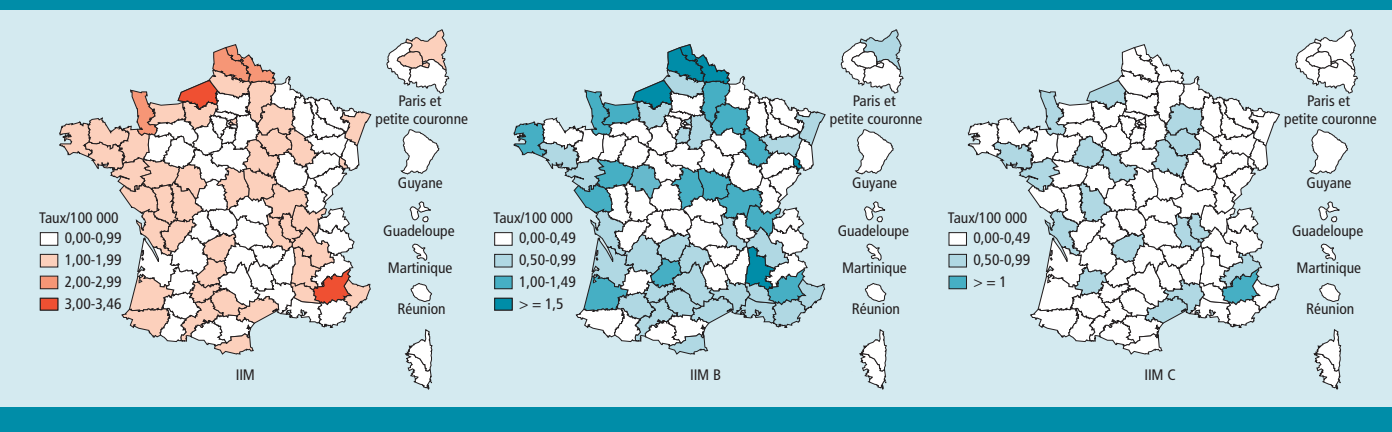 Paris et
petite couronne
Guyane
Taux/100 000
0,00-0,99
1,00-1,99
2,00-2,99
3,00-3,46
Guadeloupe
Martinique
Réunion
IIM
Paris et
petite couronne
Guyane
Taux/100 000
0,00-0,49
0,50-0,99
1,00-1,49
> = 1,5
Guadeloupe
Martinique
Réunion
IIM B
Paris et
petite couronne
Guyane
Taux/100 000
0,00-0,49
0,50-0,99
> = 1
Guadeloupe
Martinique
Réunion
IIM C